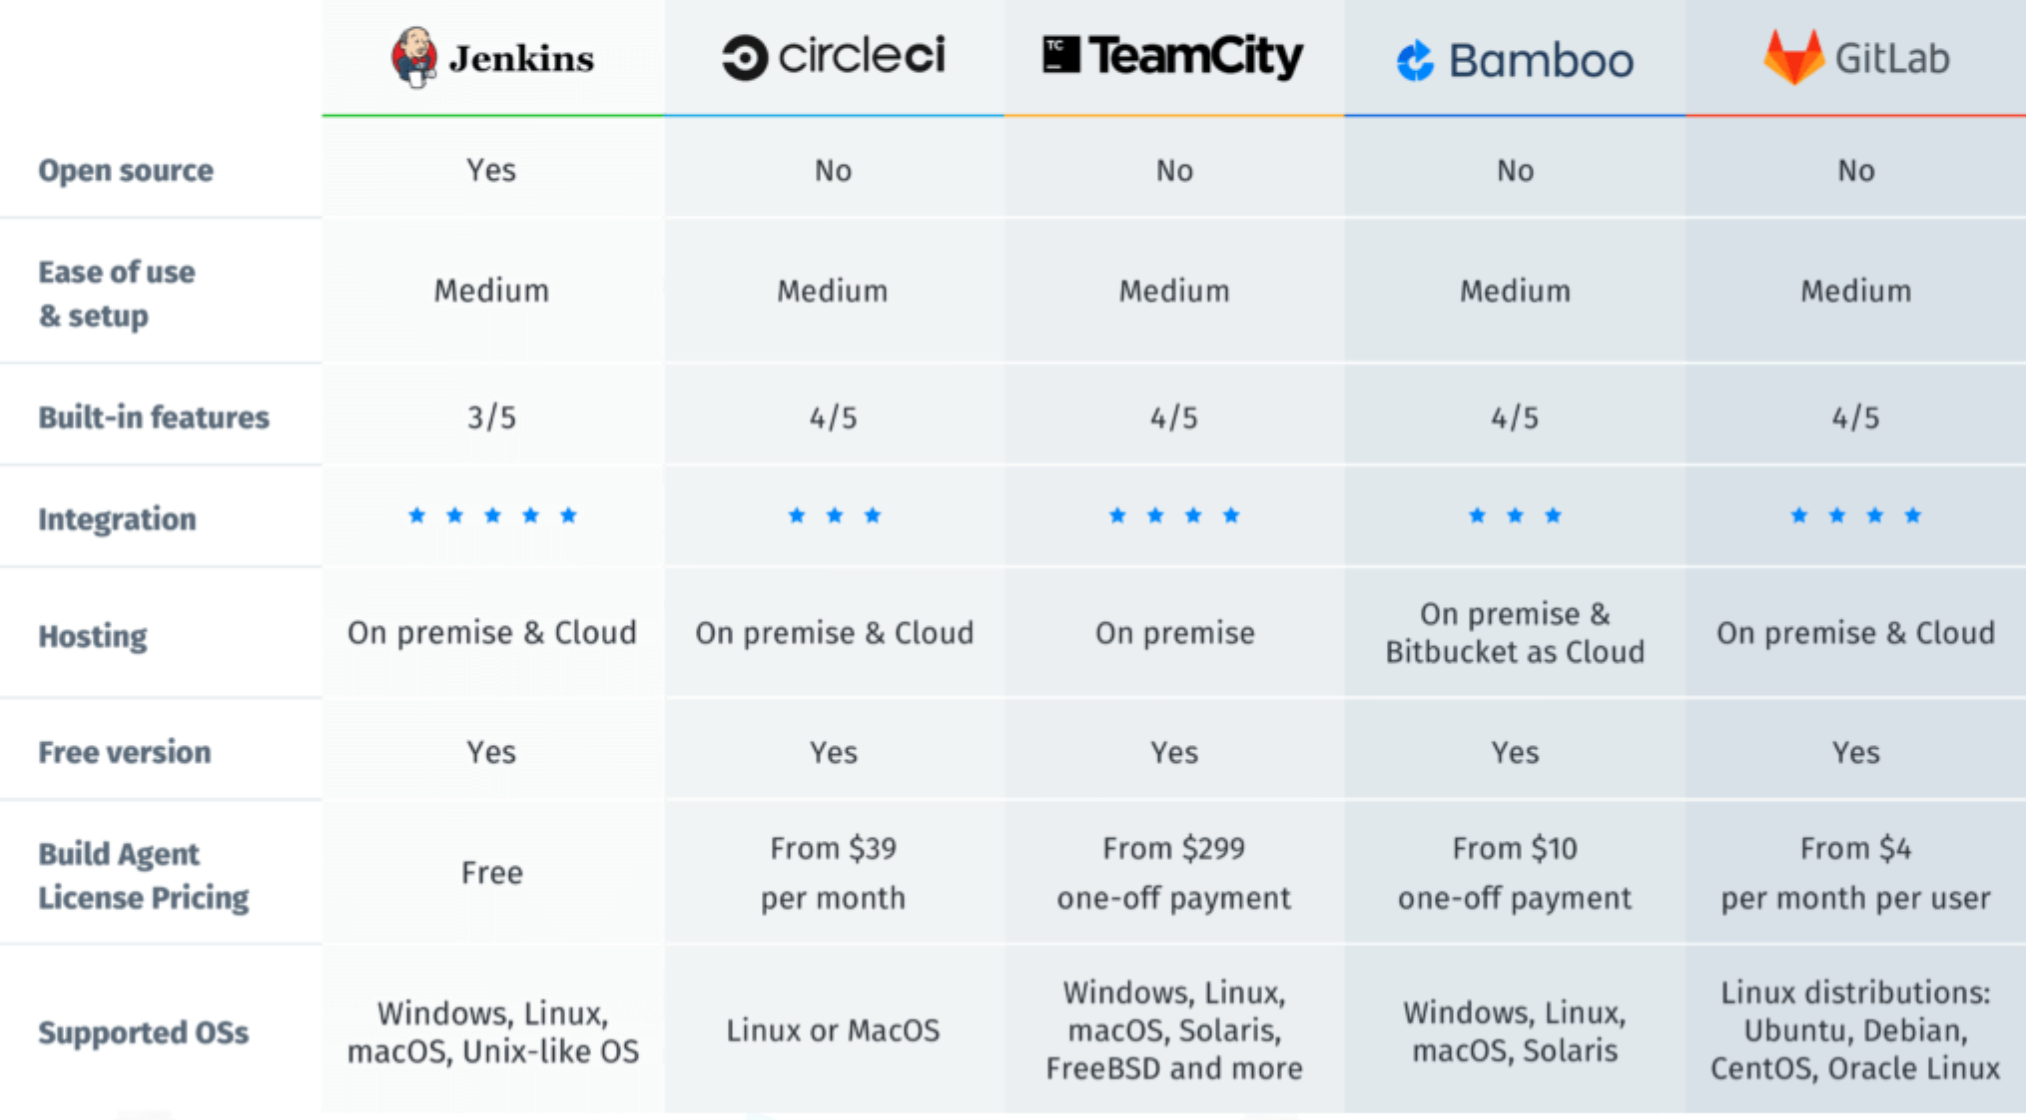 Jenkins
circleci
TC TeamCity
Bamboo
GitLab
Open source
Yes
No
No
No
No
Ease of use
& setup
Medium
Medium
Medium
Medium
Medium
Built-in features
3/5
4/5
4/5
4/5
4/5
Integration
Hosting
On premise & Cloud
On premise & Cloud
On premise
On premise &
Bitbucket as Cloud
On premise & Cloud
Free version
Yes
Yes
Yes
Yes
Yes
Build Agent
License Pricing
Free
From $39
per month
From $299
one-off payment
From $10
one-off payment
From $4
per month per user
Supported OSs
Windows, Linux,
macOS, Unix-like OS
Linux or MacOS
Windows, Linux,
macOS, Solaris,
FreeBSD and more
Windows, Linux,
macOS, Solaris
Linux distributions:
Ubuntu, Debian,
CentOS, Oracle Linux